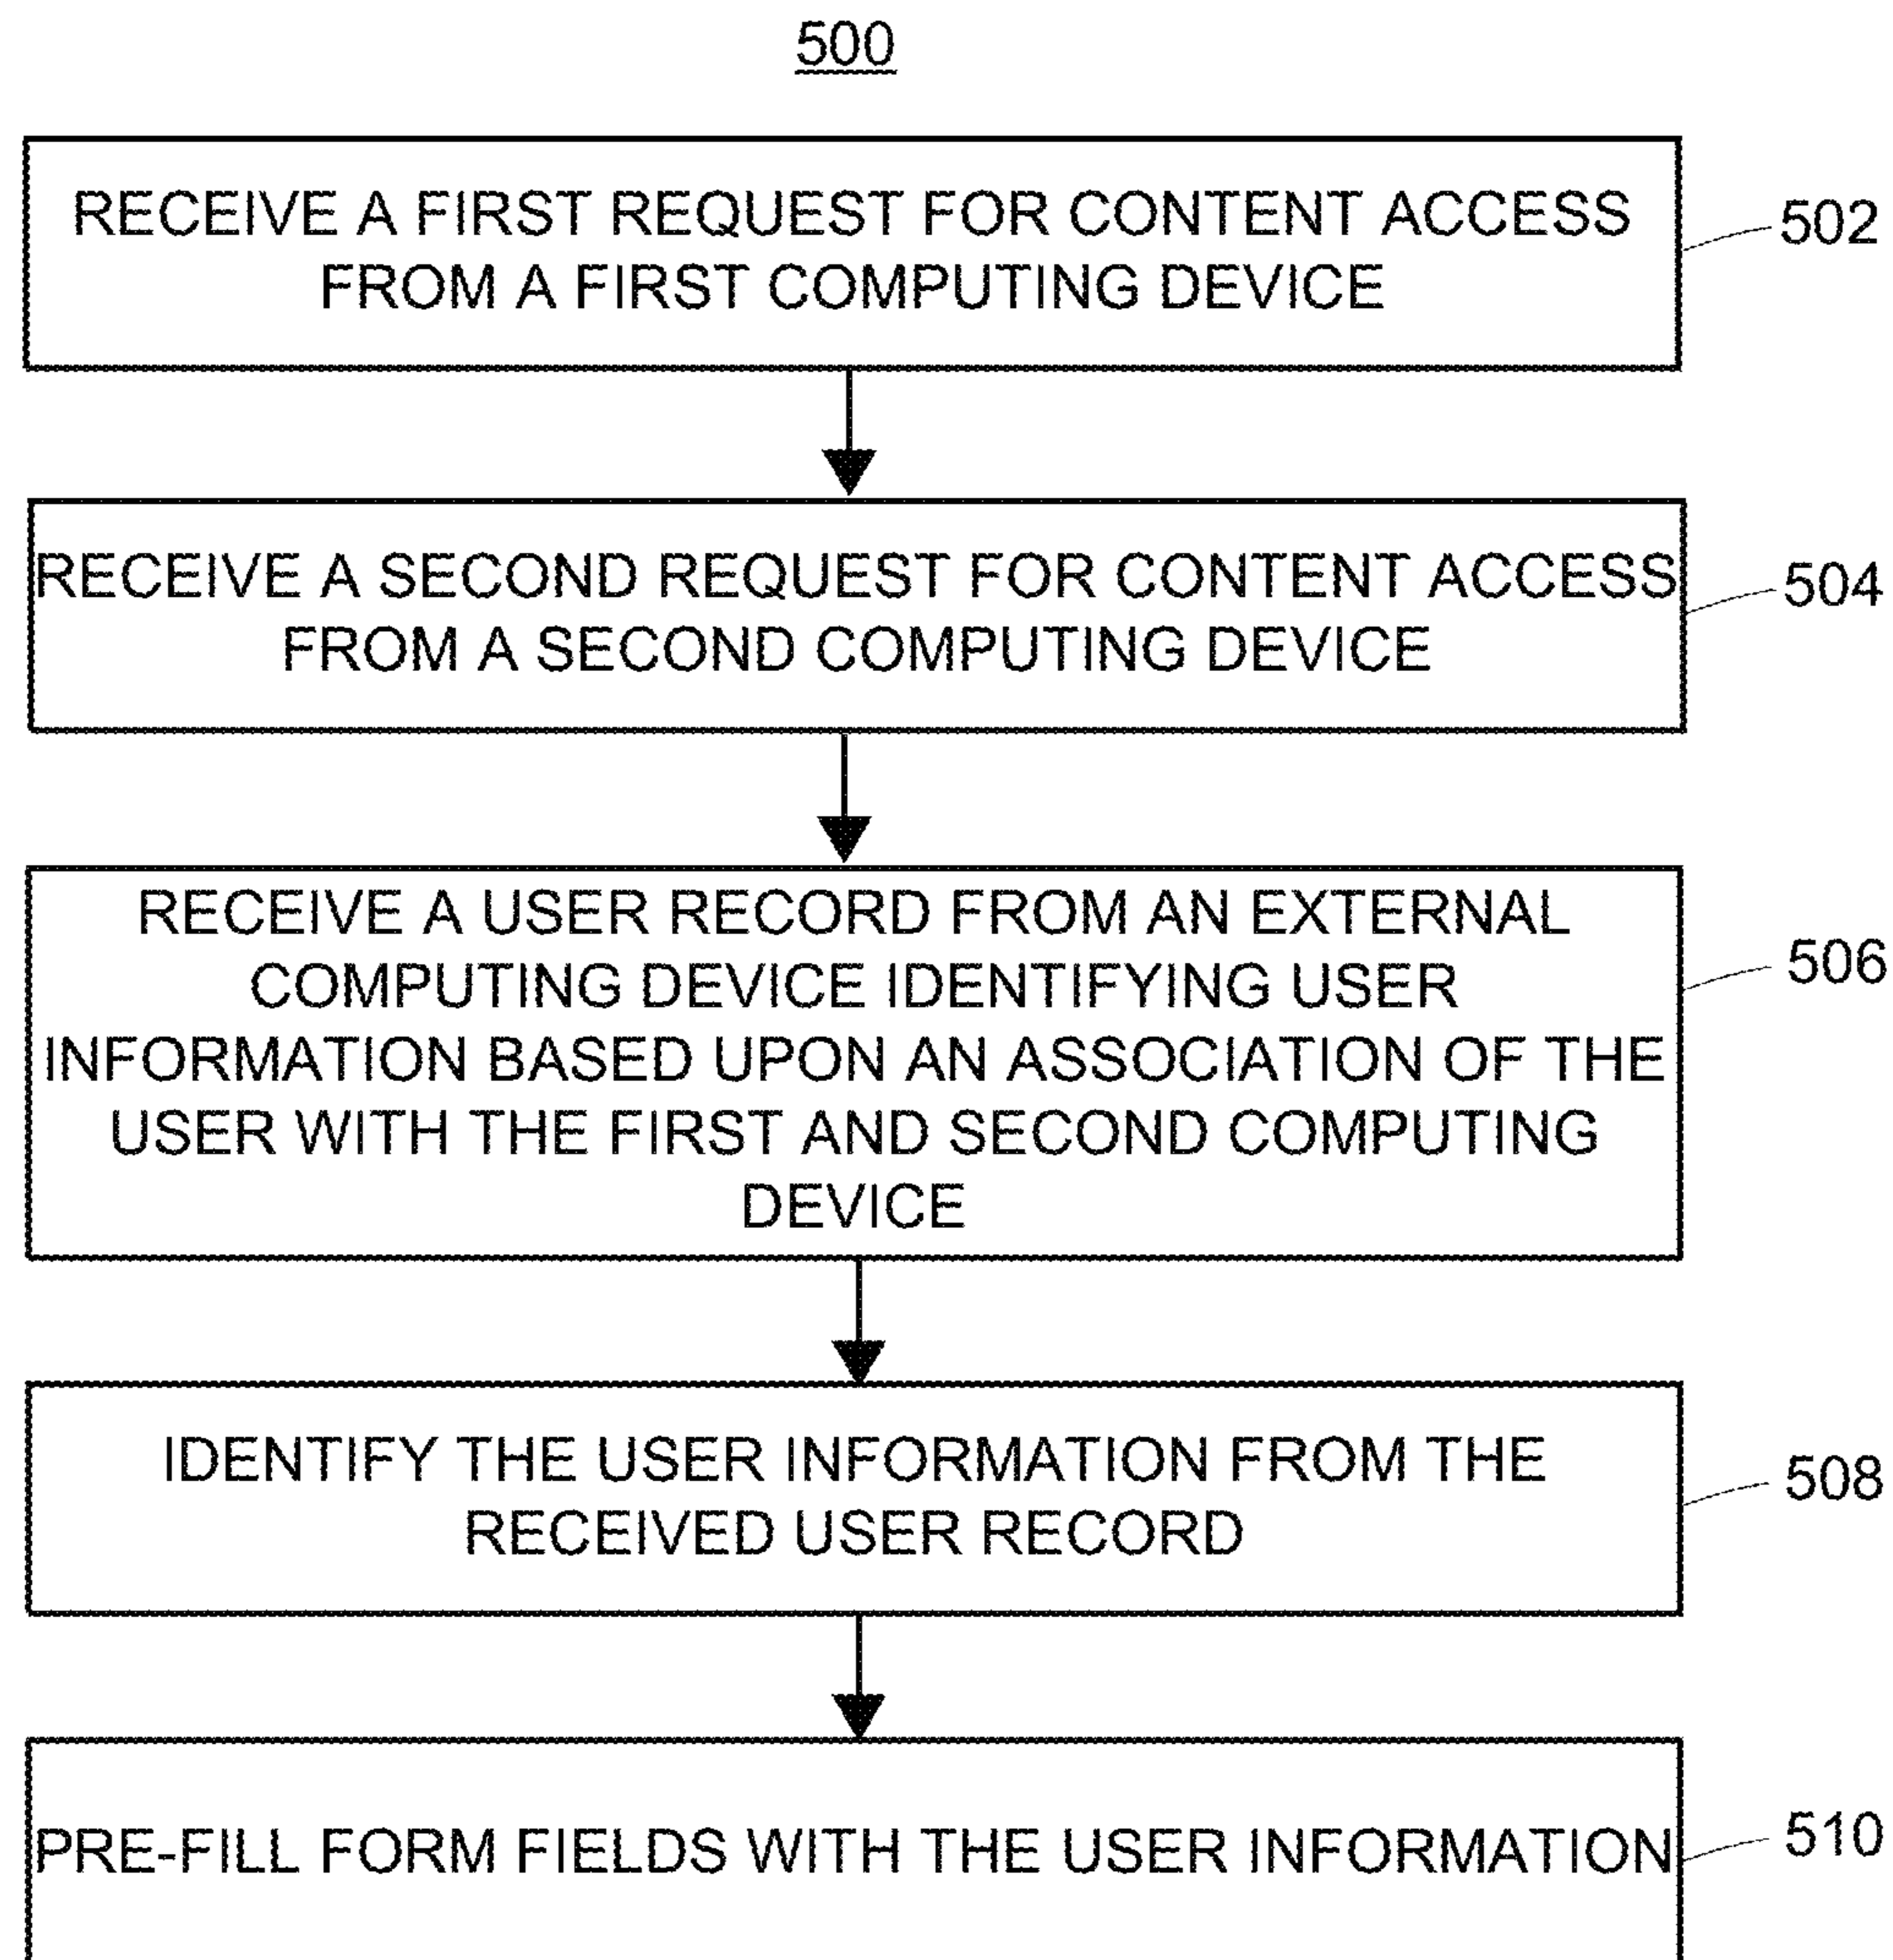 500
RECEIVE A FIRST REQUEST FOR CONTENT ACCESS
FROM A FIRST COMPUTING DEVICE
502
RECEIVE A SECOND REQUEST FOR CONTENT ACCESS
FROM A SECOND COMPUTING DEVICE
504
RECEIVE A USER RECORD FROM AN EXTERNAL
COMPUTING DEVICE IDENTIFYING USER
INFORMATION BASED UPON AN ASSOCIATION OF THE
USER WITH THE FIRST AND SECOND COMPUTING
DEVICE
506
IDENTIFY THE USER INFORMATION FROM THE
RECEIVED USER RECORD
508
PRE-FILL FORM FIELDS WITH THE USER INFORMATION
510